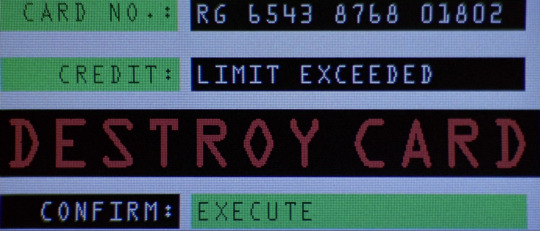 CARD NO.: RG 6543 8768 01802
CREDIT: LIMIT EXCEEDED
DESTROY CARD
CONFIRM: EXECUTE